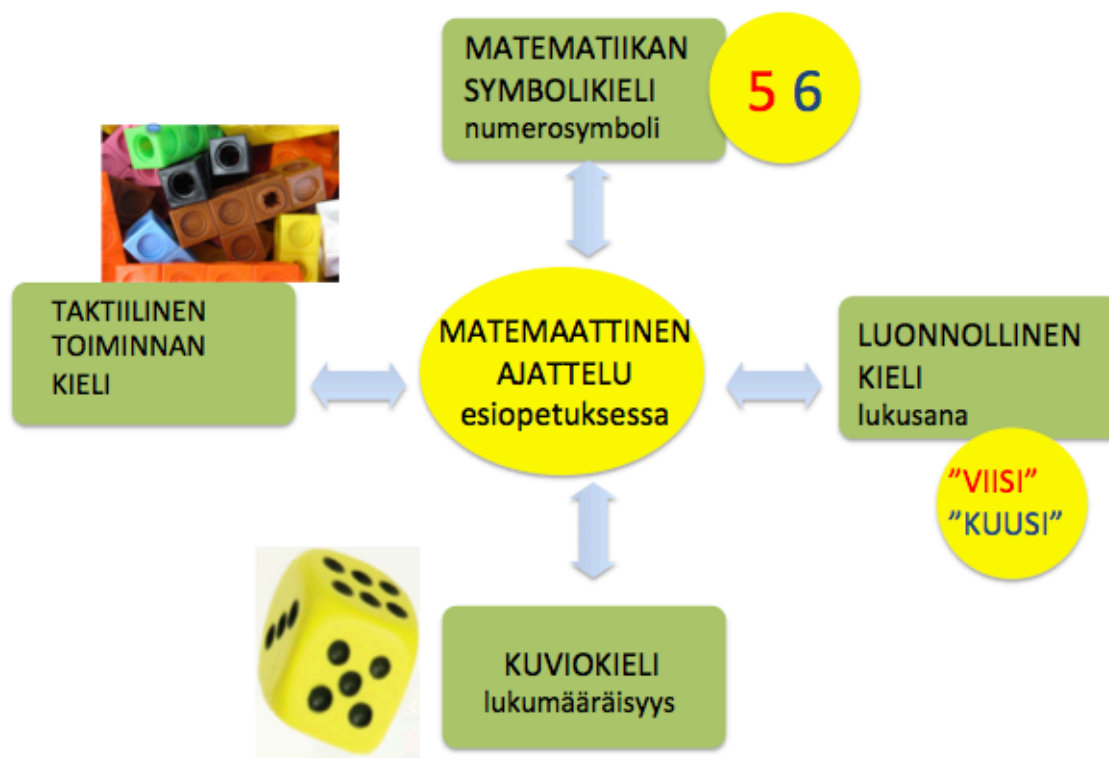 MATEMATIIKAN
SYMBOLIKIELI
numerosymboli
5 6
TAKTIILINEN
TOIMINNAN
KIELI
MATEMAATTINEN
AJATTELU
esiopetuksessa
LUONNOLLINEN
KIELI
lukusana
”VIISI”
”KUUSI”
KUVIOKIELI
lukumääräisyys